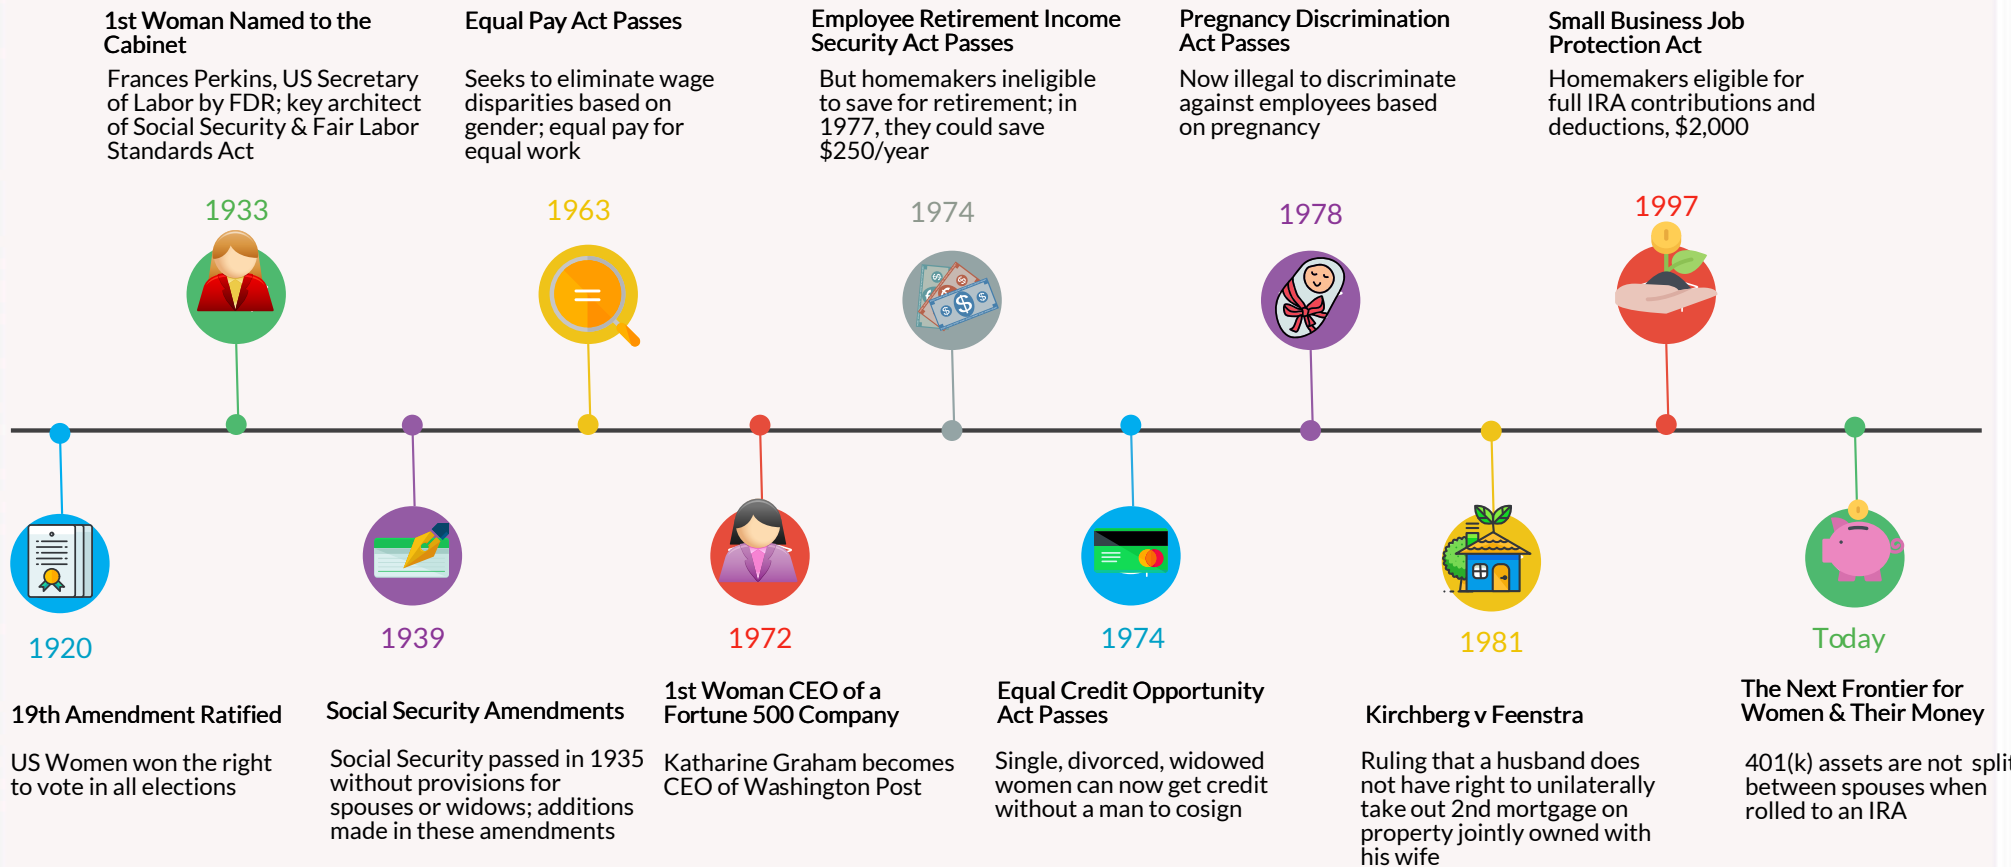 1st Woman Named to the
Cabinet
Frances Perkins, US Secretary
of Labor by FDR; key architect
of Social Security & Fair Labor
Standards Act
1933
Equal Pay Act Passes
Seeks to eliminate wage
disparities based on
gender; equal pay for
equal work
1963
Employee Retirement Income
Security Act Passes
But homemakers ineligible
to save for retirement; in
1977, they could save
$250/year
1974
Pregnancy Discrimination
Act Passes
Now illegal to discriminate
against employees based
on pregnancy
1978
Small Business Job
Protection Act
Homemakers eligible for
full IRA contributions and
deductions, $2,000
1997
1920
19th Amendment Ratified
US Women won the right
to vote in all elections
1939
Social Security Amendments
Social Security passed in 1935
without provisions for
spouses or widows; additions
made in these amendments
1972
1st Woman CEO of a
Fortune 500 Company
Katharine Graham becomes
CEO of Washington Post
1974
Equal Credit Opportunity
Act Passes
Single, divorced, widowed
women can now get credit
without a man to cosign
1981
Kirchberg v Feenstra
Ruling that a husband does
not have right to unilaterally
take out 2nd mortgage on
property jointly owned with
his wife
Today
The Next Frontier for
Women & Their Money
401(k) assets are not split
between spouses when
rolled to an IRA